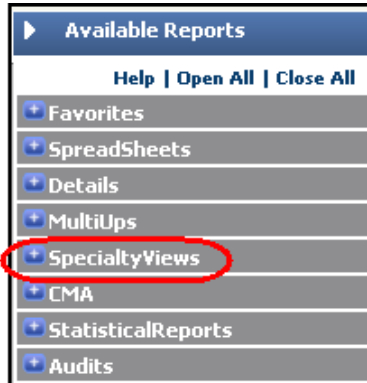 Available Reports
Help | Open All | Close All
Favorites
SpreadSheets
Details
MultiUps
SpecialtyViews
CMA
StatisticalReports
Audits